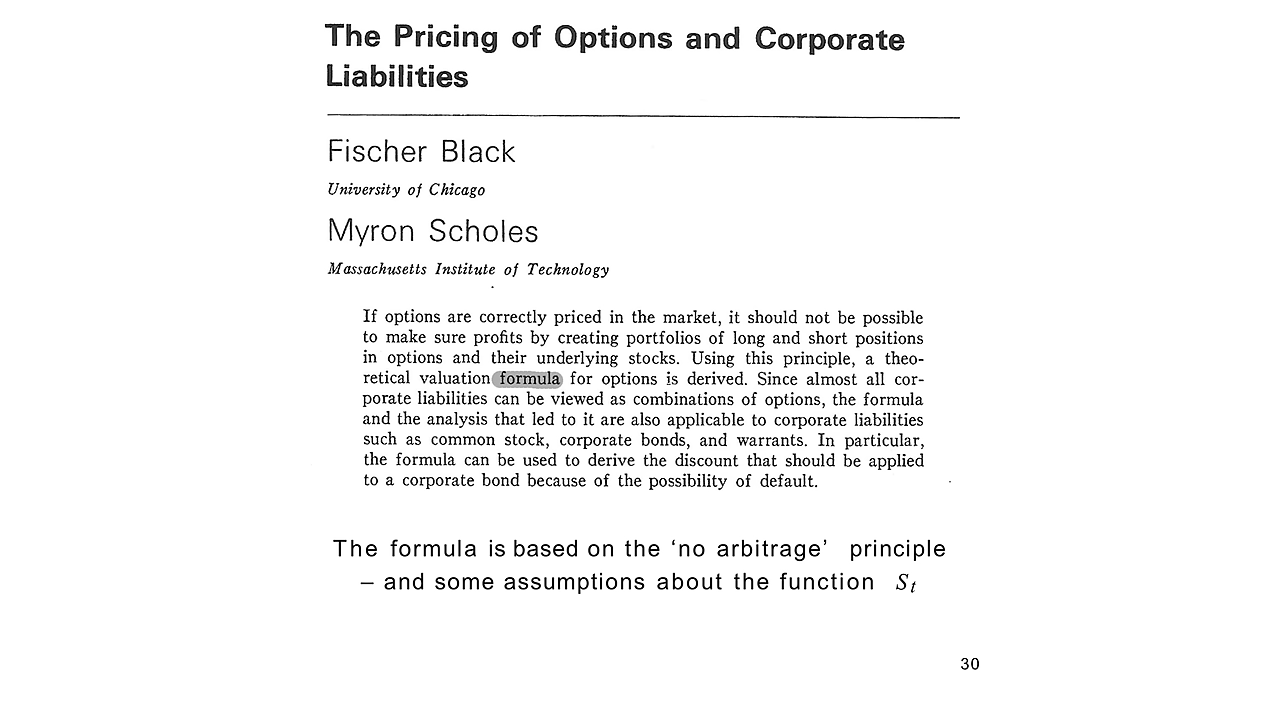 The Pricing of Options and Corporate
Liabilities
Fischer Black
University of Chicago
Myron Scholes
Massachusetts Institute of Technology
If options are correctly priced in the market, it should not be possible
to make sure profits by creating portfolios of long and short positions
in options and their underlying stocks. Using this principle, a theo-
retical valuation formula for options is derived. Since almost all cor-
porate liabilities can be viewed as combinations of options, the formula
and the analysis that led to it are also applicable to corporate liabilities
such as common stock, corporate bonds, and warrants. In particular,
the formula can be used to derive the discount that should be applied
to a corporate bond because of the possibility of default.
The formula is based on the ‘no arbitrage’ principle
– and some assumptions about the function S_t
30